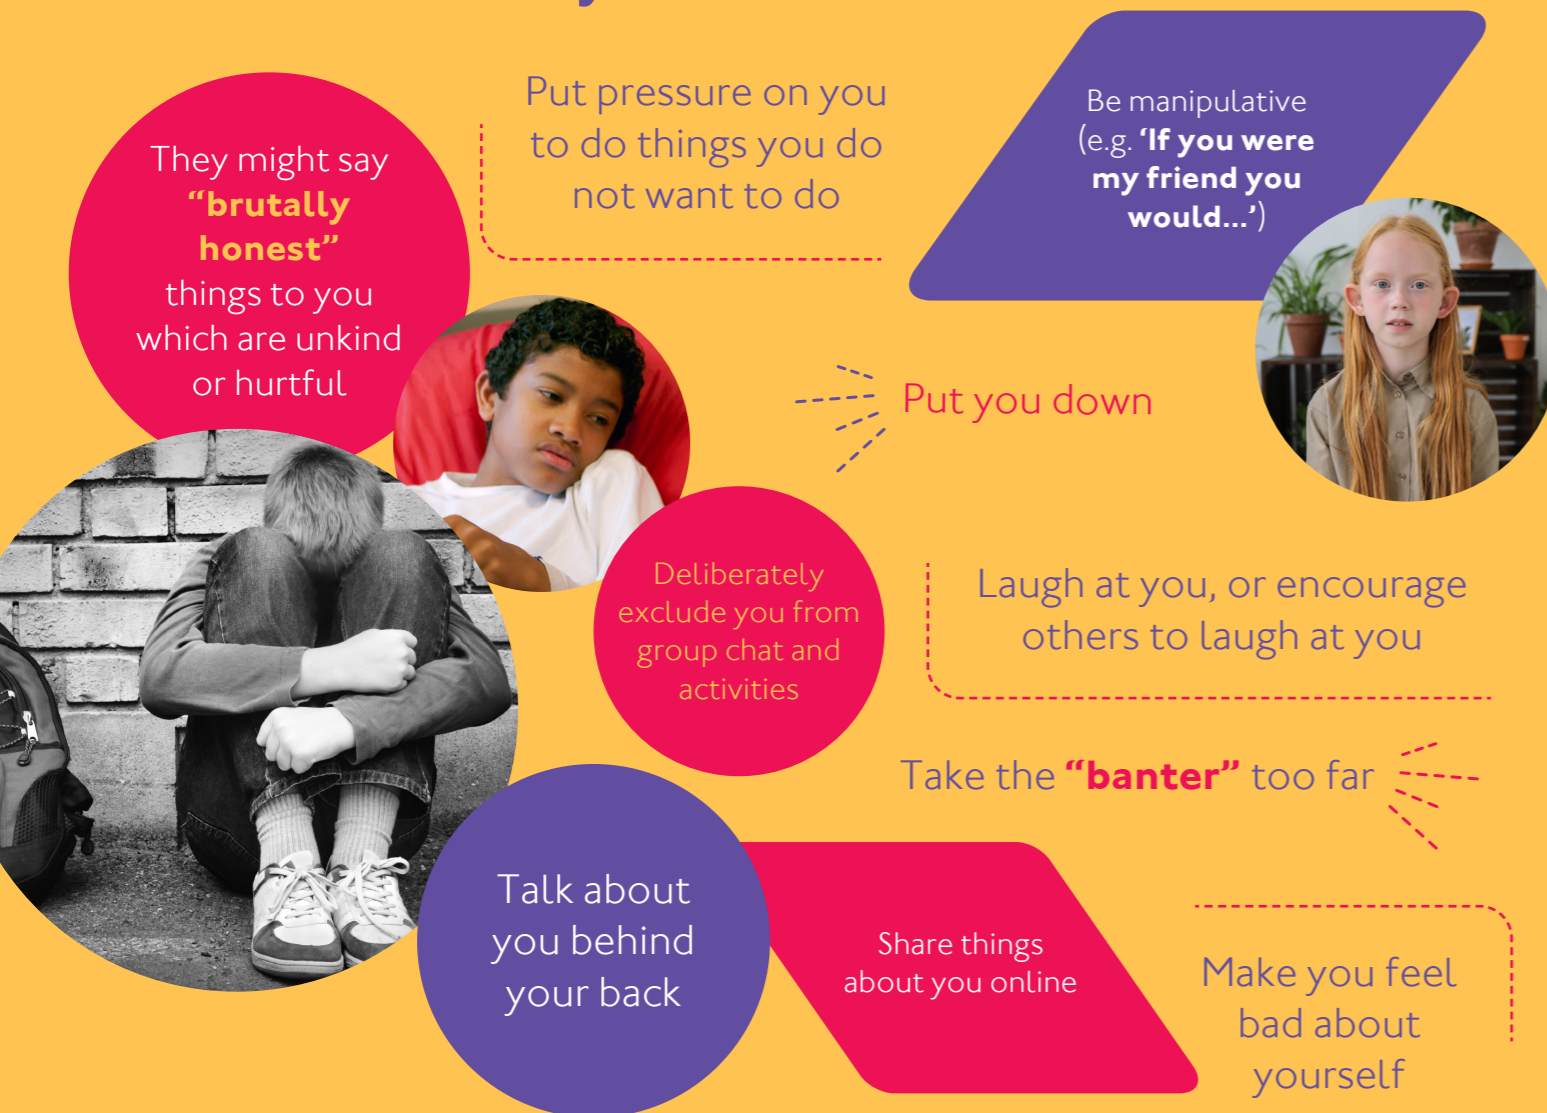 They might say
“brutally
honest”
things to you
which are unkind
or hurtful
Put pressure on you
to do things you do
not want to do
Be manipulative
(e.g. ‘If you were
my friend you
would...’)
Put you down
Deliberately
exclude you from
group chat and
activities
Laugh at you, or encourage
others to laugh at you
Take the “banter” too far
Talk about
you behind
your back
Share things
about you online
Make you feel
bad about
yourself